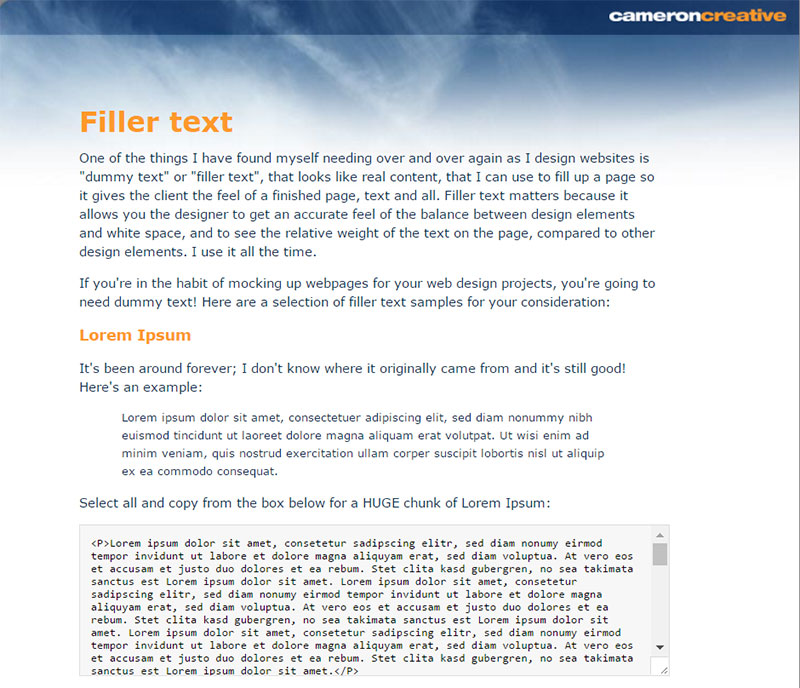 cameroncreative
Filler text
One of the things I have found myself needing over and over again as I design websites is
"dummy text" or "filler text", that looks like real content, that I can use to fill up a page so
it gives the client the feel of a finished page, text and all. Filler text matters because it
allows you the designer to get an accurate feel of the balance between design elements
and white space, and to see the relative weight of the text on the page, compared to other
design elements. I use it all the time.
If you're in the habit of mocking up webpages for your web design projects, you're going to
need dummy text! Here are a selection of filler text samples for your consideration:
Lorem Ipsum
It's been around forever; I don't know where it originally came from and it's still good!
Here's an example:
Lorem ipsum dolor sit amet, consectetuer adipiscing elit, sed diam nonummy nibh
euismod tincidunt ut laoreet dolore magna aliquam erat volutpat. Ut wisi enim ad
minim veniam, quis nostrud exercitation ullam corper suscipit lobortis nisl ut aliquip
ex ea commodo consequat.
Select all and copy from the box below for a HUGE chunk of Lorem Ipsum:
<P>Lorem ipsum dolor sit amet, consetetur sadipscing elitr, sed diam nonumy eirmod
tempor invidunt ut labore et dolore magna aliquyam erat, sed diam voluptua. At vero eos
et accusam et justo duo dolores et ea rebum. Stet clita kasd gubergren, no sea takimata
sanctus est Lorem ipsum dolor sit amet. Lorem ipsum dolor sit amet, consetetur
sadipscing elitr, sed diam nonumy eirmod tempor invidunt ut labore et dolore magna
aliquyam erat, sed diam voluptua. At vero eos et accusam et justo duo dolores et ea
rebum. Stet clita kasd gubergren, no sea takimata sanctus est Lorem ipsum dolor sit
amet. Lorem ipsum dolor sit amet, consetetur sadipscing elitr, sed diam nonumy eirmod
tempor invidunt ut labore et dolore magna aliquyam erat, sed diam voluptua. At vero eos
et accusam et justo duo dolores et ea rebum. Stet clita kasd gubergren, no sea takimata
sanctus est Lorem ipsum dolor sit amet.</P>